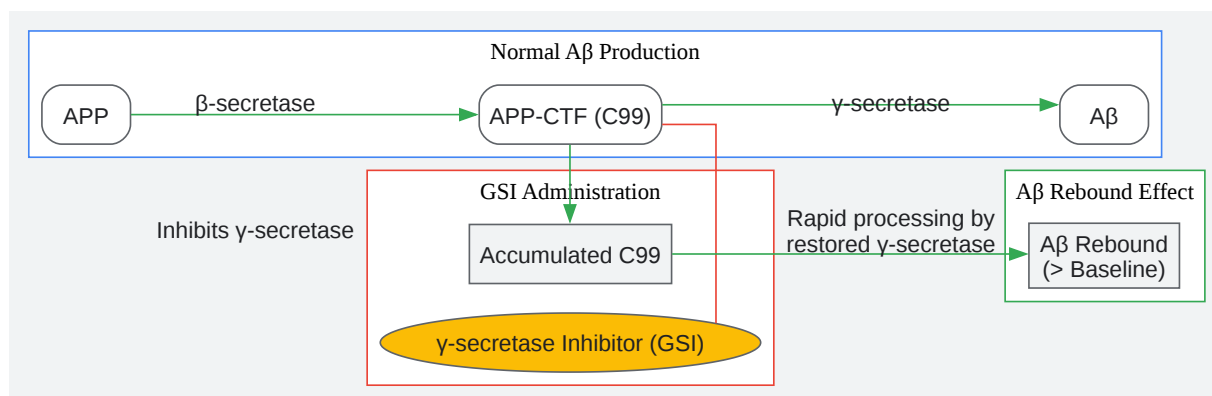 Normal Aβ Production
APP
β-secretase
APP-CTF (C99)
γ-secretase
Aβ
GSI Administration
Aβ Rebound Effect
Inhibits γ-secretase
Accumulated C99
Rapid processing by
restored γ-secretase
Aβ Rebound
(> Baseline)
γ-secretase Inhibitor (GSI)